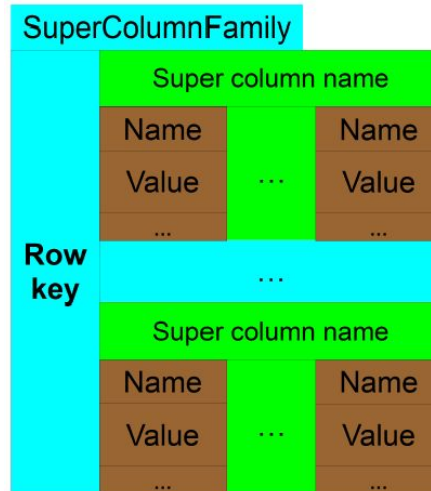 SuperColumnFamily
Super column name
Name Name
Value ... Value
... ...
Row
key
...
Super column name
Name Name
Value ... Value
... ...